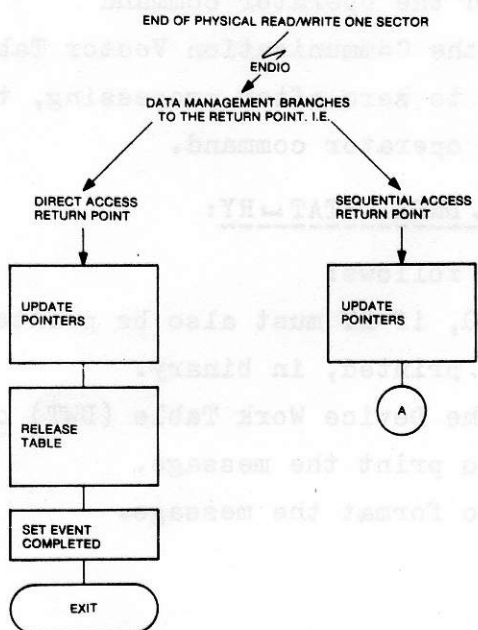 END OF PHYSICAL READ/WRITE ONE SECTOR
ENDIO
DATA MANAGEMENT BRANCHES
TO THE RETURN POINT. I.E.
DIRECT ACCESS
RETURN POINT
SEQUENTIAL ACCESS
RETURN POINT
UPDATE
POINTERS
UPDATE
POINTERS
A
RELEASE
TABLE
SET EVENT
COMPLETED
EXIT